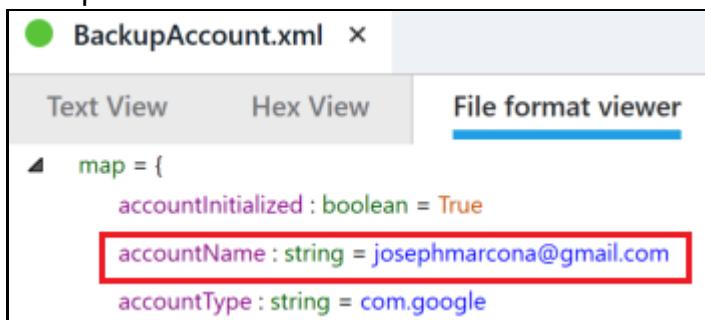 BackupAccount.xml ×
Text View Hex View File format viewer
map = {
accountInitialized : boolean = True
accountName : string = josephmarcona@gmail.com
accountType : string = com.google